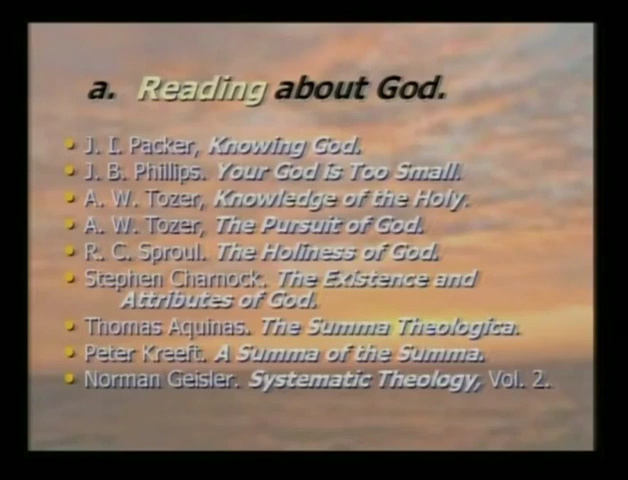 a. Reading about God.
• J. I. Packer, Knowing God.
• J. B. Phillips. Your God is Too Small.
• A. W. Tozer, Knowledge of the Holy.
• A. W. Tozer, The Pursuit of God.
• R. C. Sproul. The Holiness of God.
• Stephen Charnock. The Existence and
Attributes of God.
• Thomas Aquinas. The Summa Theologica.
• Peter Kreeft. A Summa of the Summa.
• Norman Geisler. Systematic Theology, Vol. 2.